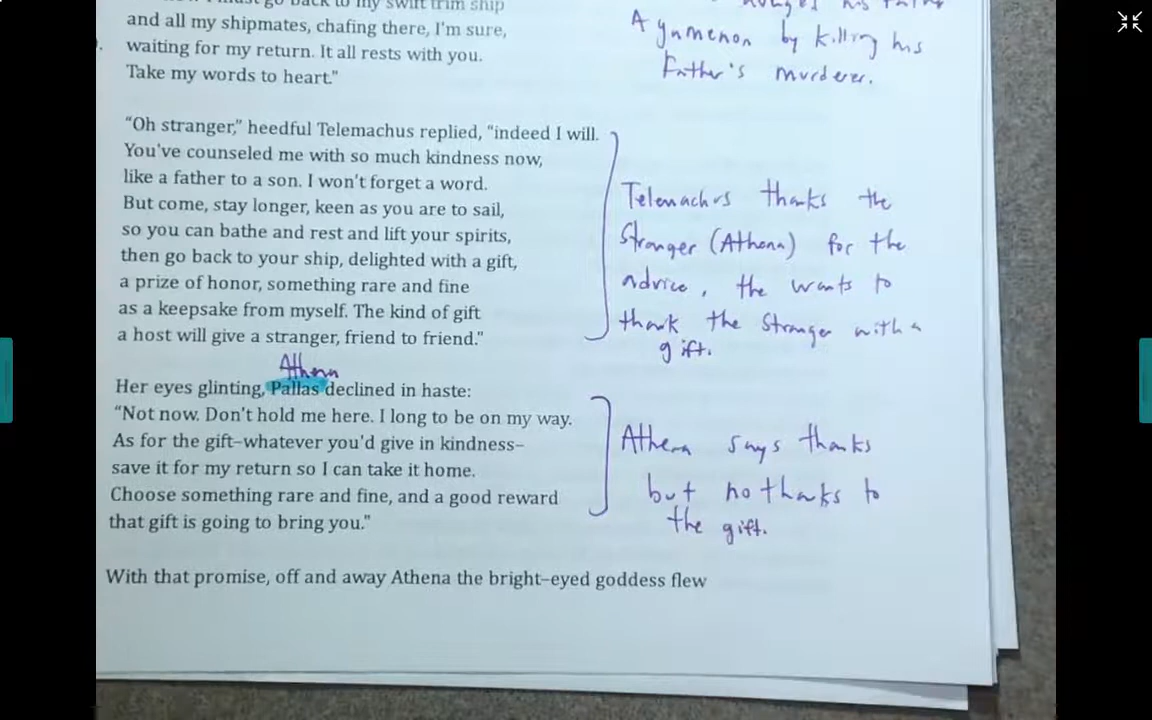 back to my swift trim ship
and all my shipmates, chafing there, I'm sure,
waiting for my return. It all rests with you.
Take my words to heart."
his father
Agnmenon by killing his
Father's murderer.
"Oh stranger," heedful Telemachus replied, "indeed I will.
You've counseled me with so much kindness now,
like a father to a son. I won't forget a word.
But come, stay longer, keen as you are to sail,
so you can bathe and rest and lift your spirits,
then go back to your ship, delighted with a gift,
a prize of honor, something rare and fine
as a keepsake from myself. The kind of gift
a host will give a stranger, friend to friend."
Telemachus thanks the
Stranger (Athena) for the
advice, the wants to
thank the Stranger with a
gift.
Athena
Her eyes glinting, Pallas declined in haste:
"Not now. Don't hold me here. I long to be on my way.
As for the gift–whatever you'd give in kindness–
save it for my return so I can take it home.
Choose something rare and fine, and a good reward
that gift is going to bring you."
Athena says thanks
but no thanks to
the gift.
With that promise, off and away Athena the bright–eyed goddess flew